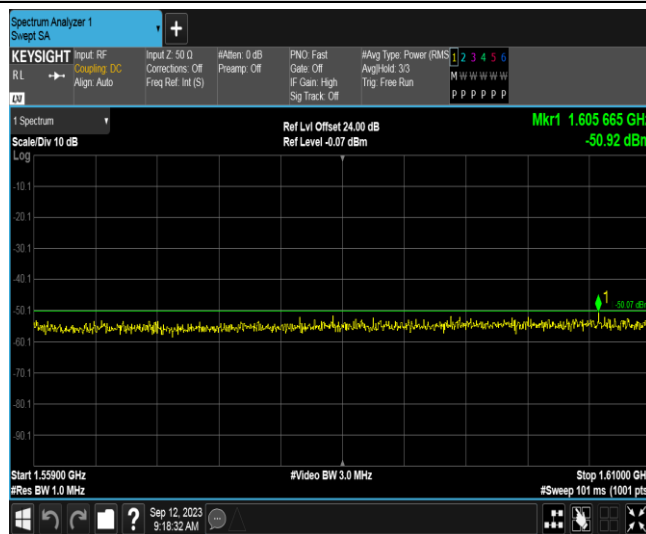 Spectrum Analyzer 1
Swept SA
+
KEYSIGHT
RL
LXI
Input: RF
Coupling: DC
Align: Auto
Input Z: 50 Ω
Corrections: Off
Freq Ref: Int (S)
#Atten: 0 dB
Preamp: Off
PNO: Fast
Gate: Off
IF Gain: High
Sig Track: Off
#Avg Type: Power (RMS
Avg|Hold: 3/3
Trig: Free Run
1 2 3 4 5 6
M W W W W W
P P P P P P
1 Spectrum
Scale/Div 10 dB
Log
Ref Lvl Offset 24.00 dB
Ref Level -0.07 dBm
Mkr1 1.605 665 GHz
-50.92 dBm
-10.1
-20.1
-30.1
-40.1
-50.1
-60.1
-70.1
-80.1
-90.1
1
-50.07 dBm
Start 1.55900 GHz
#Res BW 1.0 MHz
#Video BW 3.0 MHz
Stop 1.61000 GHz
#Sweep 101 ms (1001 pts)
?
Sep 12, 2023
9:18:32 AM